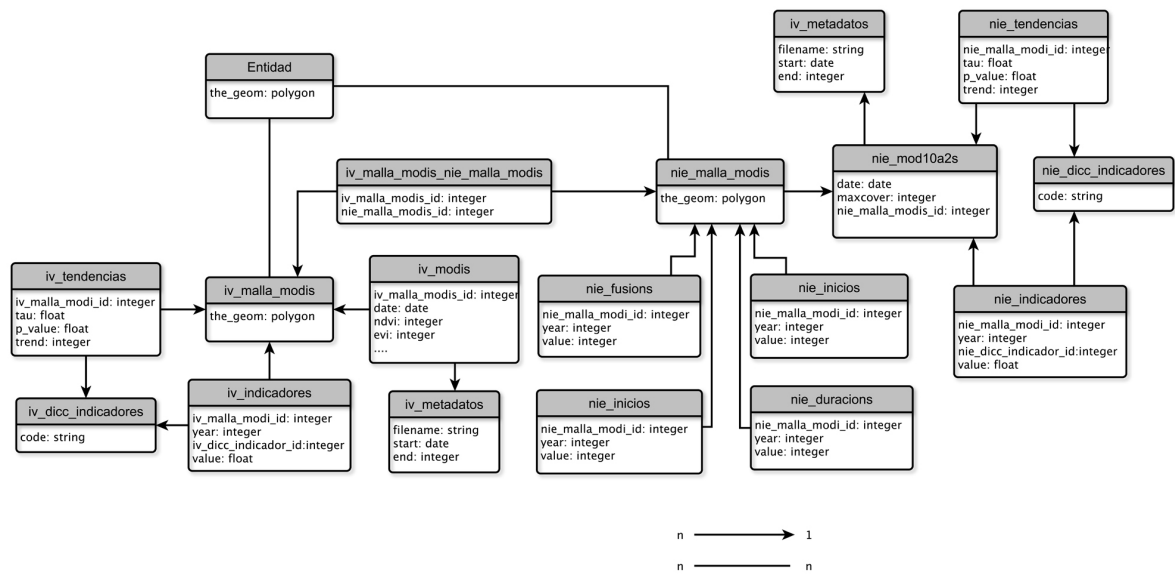 iv_metadatos
filename: string
start: date
end: integer
nie_tendencias
nie_malla_modi_id: integer
tau: float
p_value: float
trend: integer
Entidad
the_geom: polygon
iv_malla_modis_nie_malla_modis
iv_malla_modis_id: integer
nie_malla_modis_id: integer
nie_malla_modis
the_geom: polygon
nie_mod10a2s
date: date
maxcover: integer
nie_malla_modis_id: integer
nie_dicc_indicadores
code: string
iv_tendencias
iv_malla_modi_id: integer
tau: float
p_value: float
trend: integer
iv_malla_modis
the_geom: polygon
iv_modis
iv_malla_modis_id: integer
date: date
ndvi: integer
evi: integer
....
nie_fusions
nie_malla_modi_id: integer
year: integer
value: integer
nie_inicios
nie_malla_modi_id: integer
year: integer
value: integer
nie_indicadores
nie_malla_modi_id: integer
year: integer
nie_dicc_indicador_id:integer
value: float
iv_dicc_indicadores
code: string
iv_indicadores
iv_malla_modi_id: integer
year: integer
iv_dicc_indicador_id:integer
value: float
iv_metadatos
filename: string
start: date
end: integer
nie_inicios
nie_malla_modi_id: integer
year: integer
value: integer
nie_duracions
nie_malla_modi_id: integer
year: integer
value: integer
n 1
n n